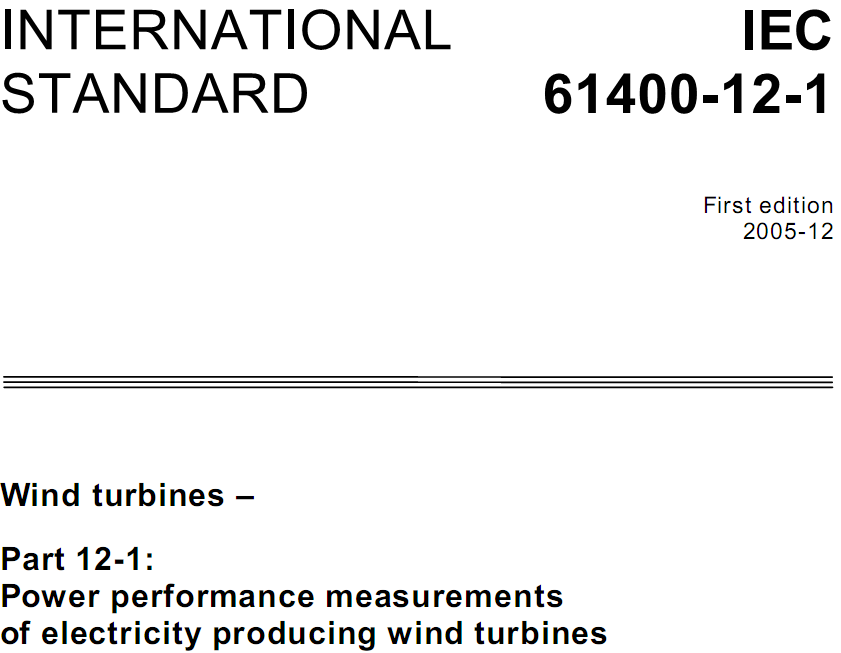 INTERNATIONAL
STANDARD
IEC
61400-12-1
First edition
2005-12
Wind turbines –
Part 12-1:
Power performance measurements
of electricity producing wind turbines